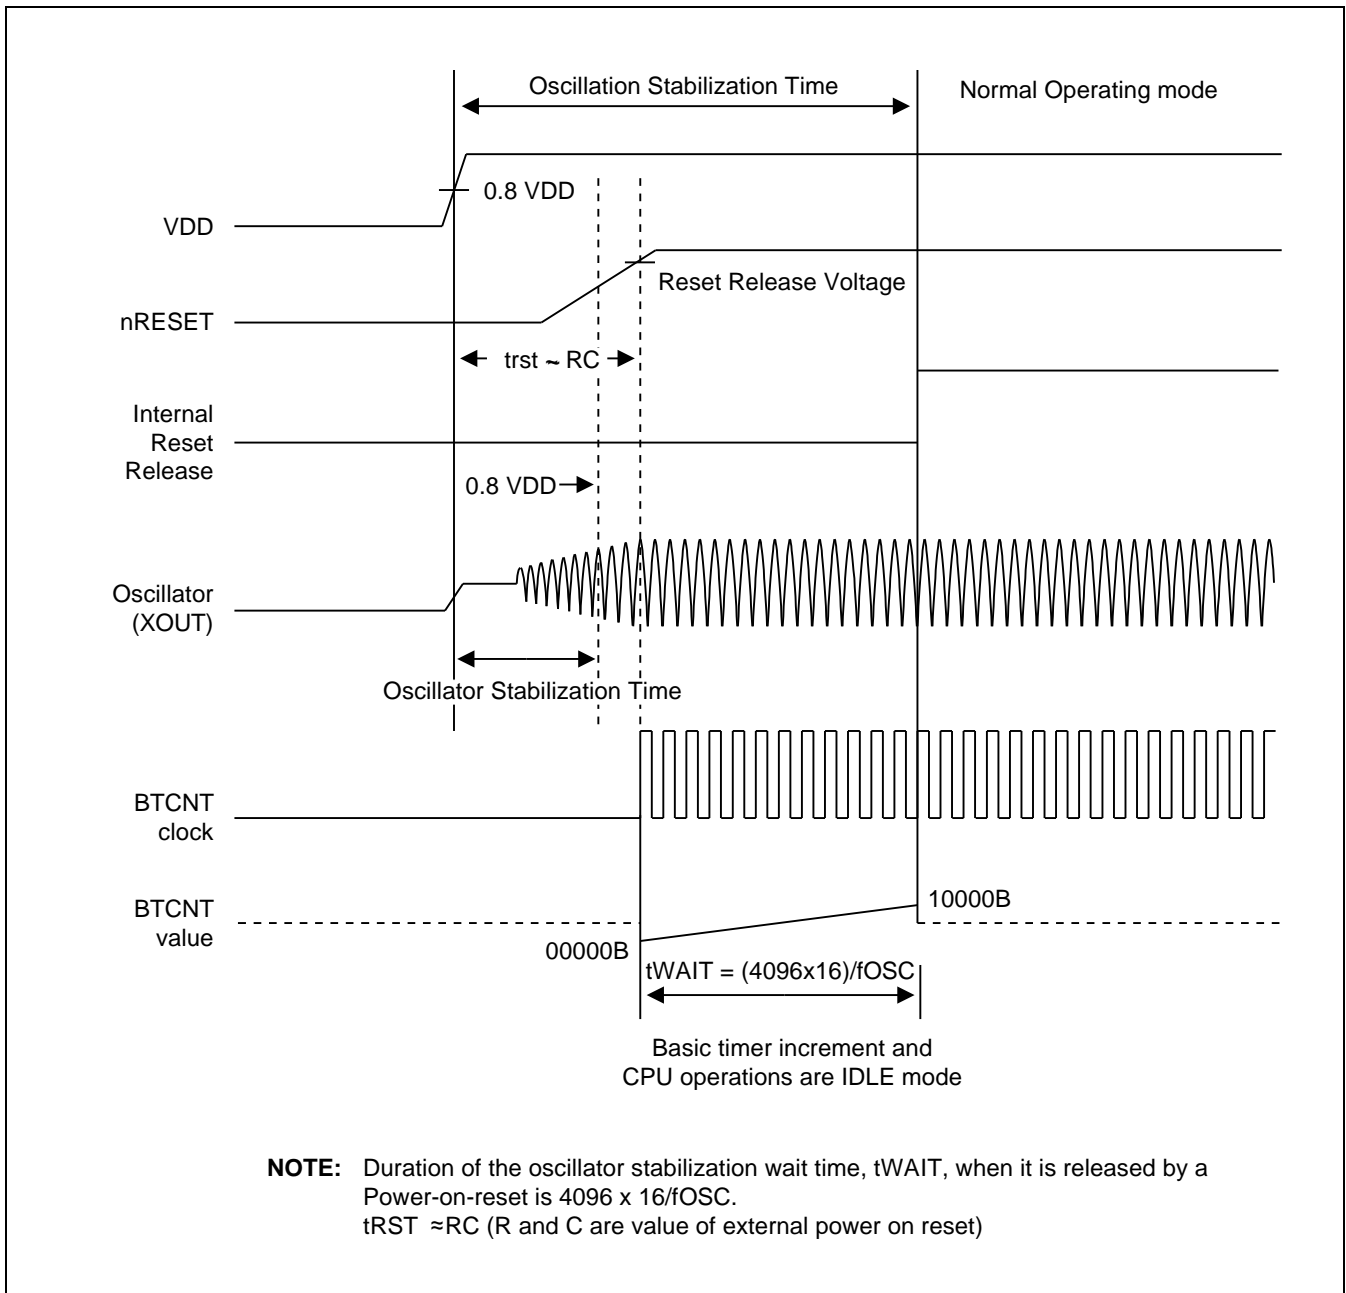 Oscillation Stabilization Time
Normal Operating mode
0.8 VDD
VDD
Reset Release Voltage
nRESET
trst ~ RC
Internal
Reset
Release
0.8 VDD
Oscillator
(XOUT)
Oscillator Stabilization Time
BTCNT
clock
10000B
BTCNT
value
00000B
tWAIT = (4096x16)/fOSC
Basic timer increment and
CPU operations are IDLE mode
NOTE: Duration of the oscillator stabilization wait time, tWAIT, when it is released by a
Power-on-reset is 4096 x 16/fOSC.
tRST ≈RC (R and C are value of external power on reset)